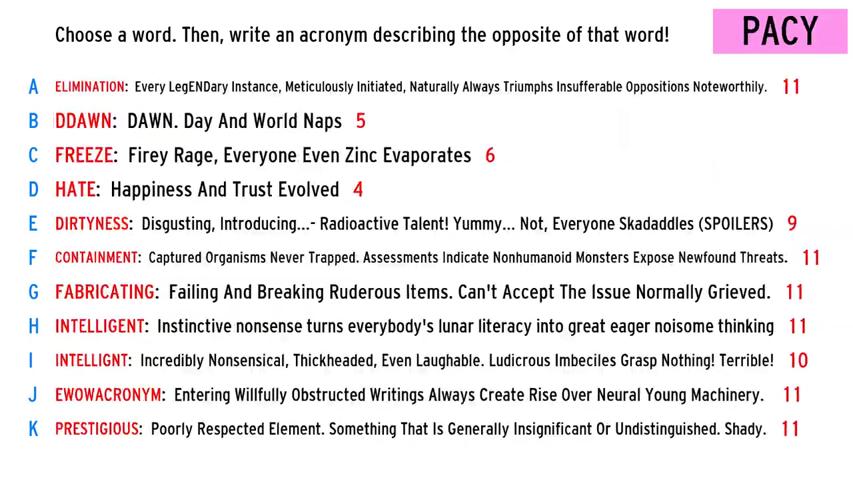 Choose a word. Then, write an acronym describing the opposite of that word!
PACY
A ELIMINATION: Every LegENDary Instance, Meticulously Initiated, Naturally Always Triumphs Insufferable Oppositions Noteworthily. 11
B DDAWN: DAWN. Day And World Naps 5
C FREEZE: Firey Rage, Everyone Even Zinc Evaporates 6
D HATE: Happiness And Trust Evolved 4
E DIRTYNESS: Disgusting, Introducing...- Radioactive Talent! Yummy... Not, Everyone Skadaddles (SPOILERS) 9
F CONTAINMENT: Captured Organisms Never Trapped. Assessments Indicate Nonhumanoid Monsters Expose Newfound Threats. 11
G FABRICATING: Failing And Breaking Ruderous Items. Can't Accept The Issue Normally Grieved. 11
H INTELLIGENT: Instinctive nonsense turns everybody's lunar literacy into great eager noisome thinking 11
I INTELLIGNT: Incredibly Nonsensical, Thickheaded, Even Laughable. Ludicrous Imbeciles Grasp Nothing! Terrible! 10
J EWOWACRONYM: Entering Willfully Obstructed Writings Always Create Rise Over Neural Young Machinery. 11
K PRESTIGIOUS: Poorly Respected Element. Something That Is Generally Insignificant Or Undistinguished. Shady. 11